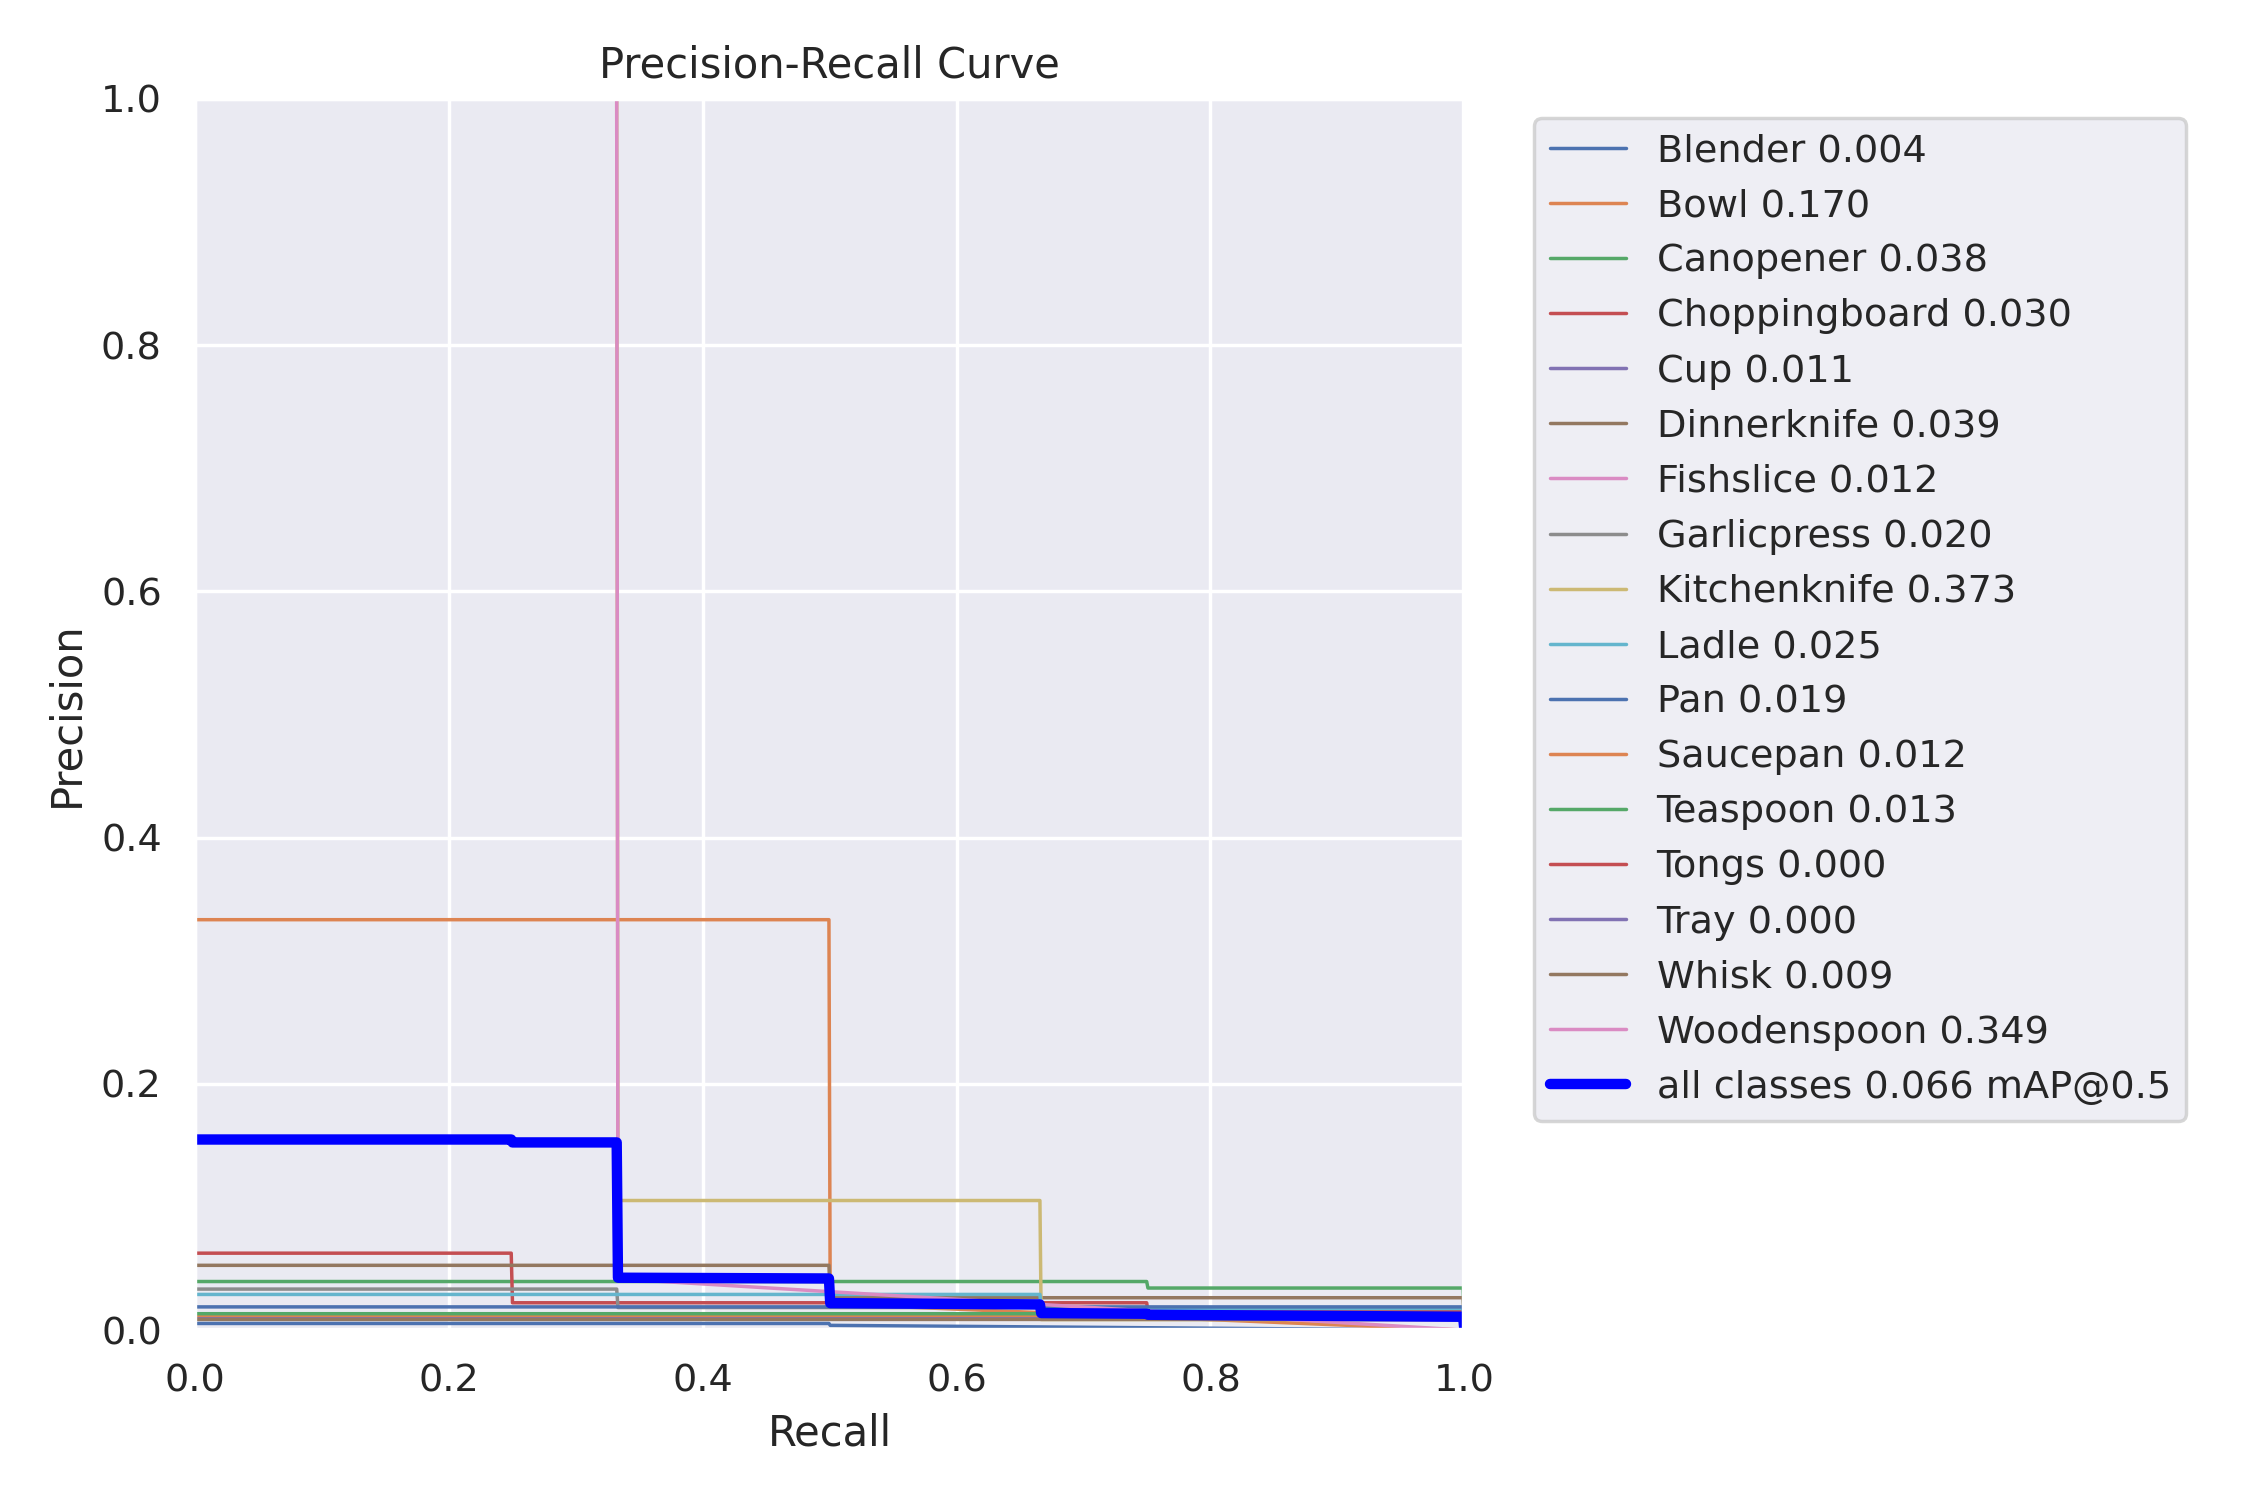 Precision-Recall Curve
1.0
0.8
0.6
0.4
0.2
0.0
Precision
0.0 0.2 0.4 0.6 0.8 1.0
Recall
Blender 0.004
Bowl 0.170
Canopener 0.038
Choppingboard 0.030
Cup 0.011
Dinnerknife 0.039
Fishslice 0.012
Garlicpress 0.020
Kitchenknife 0.373
Ladle 0.025
Pan 0.019
Saucepan 0.012
Teaspoon 0.013
Tongs 0.000
Tray 0.000
Whisk 0.009
Woodenspoon 0.349
all classes 0.066 mAP@0.5